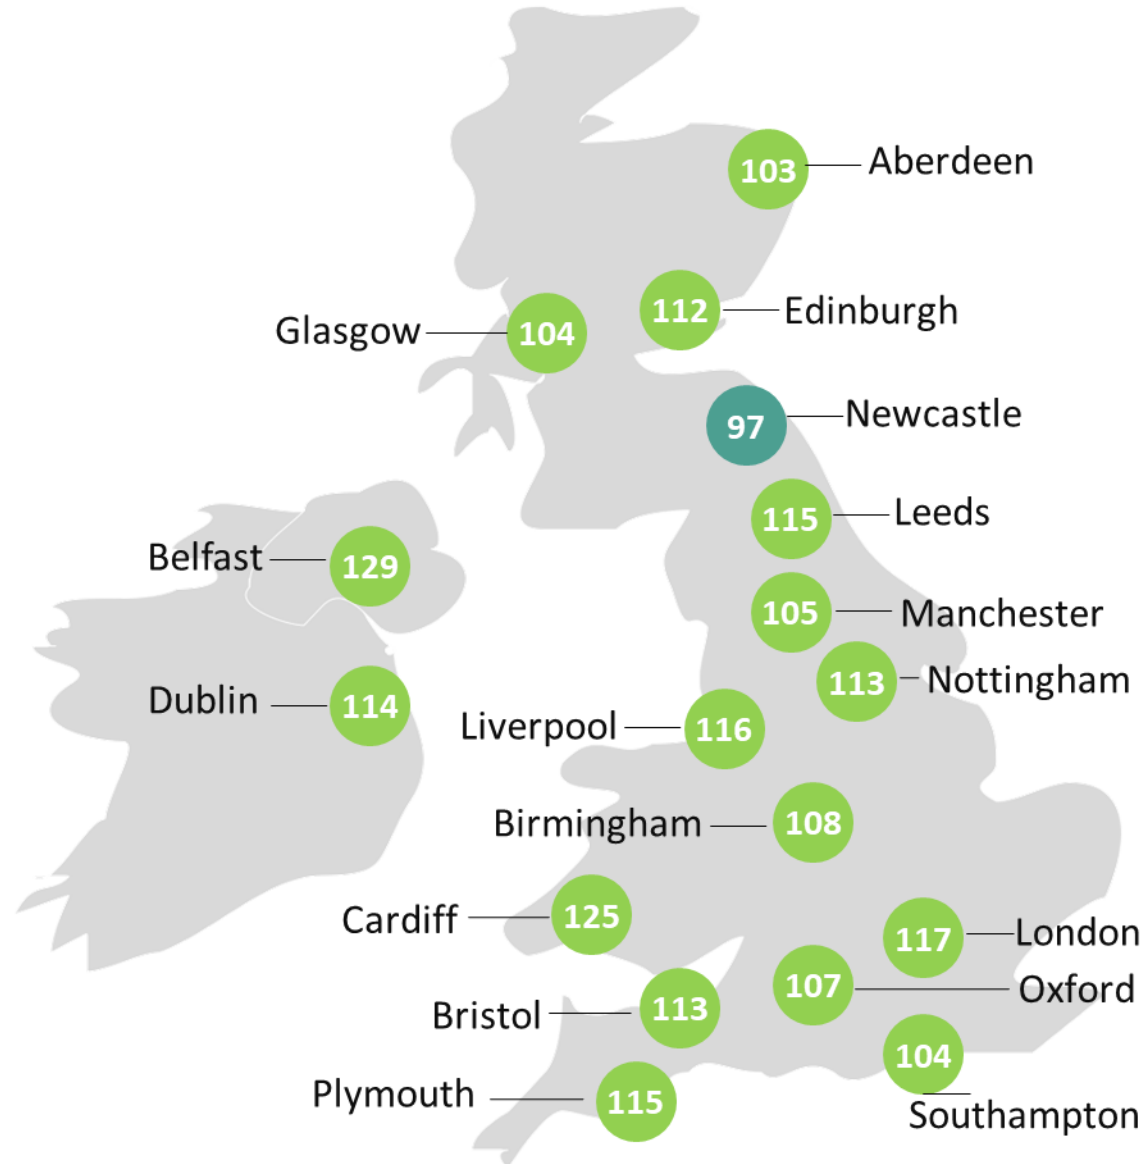 103 Aberdeen
112 Edinburgh
Glasgow 104
97 Newcastle
115 Leeds
Belfast 129
105 Manchester
113 Nottingham
Dublin 114
Liverpool 116
Birmingham 108
Cardiff 125
117 London
107 Oxford
Bristol 113
104
Southampton
Plymouth 115